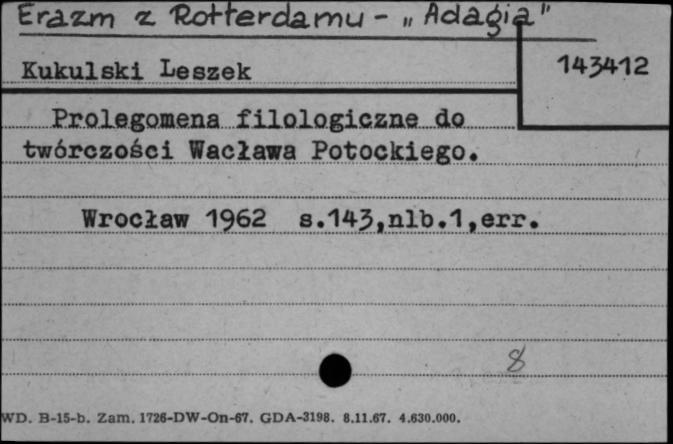 Erazm z Rotterdamu - „Adagia"
Kukulski Leszek
143412
Prolegomena filologiczne do
twórczości Wacława Potockiego.
Wrocław 1962 s.143,nlb.1,err.
8
WD. B-15-b. Zam. 1726-DW-On-67. GDA-3198. 8.11.67. 4.630.000.